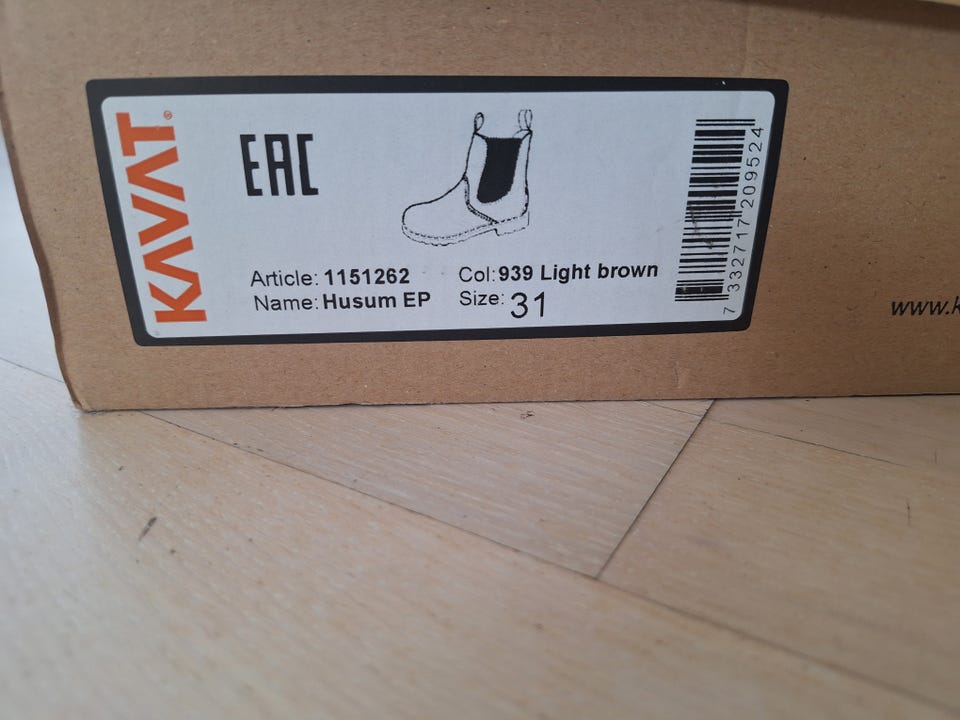 KAVAT®
EAC
Article: 1151262
Name: Husum EP
Col: 939 Light brown
Size: 31
7 332717 209524
www.k